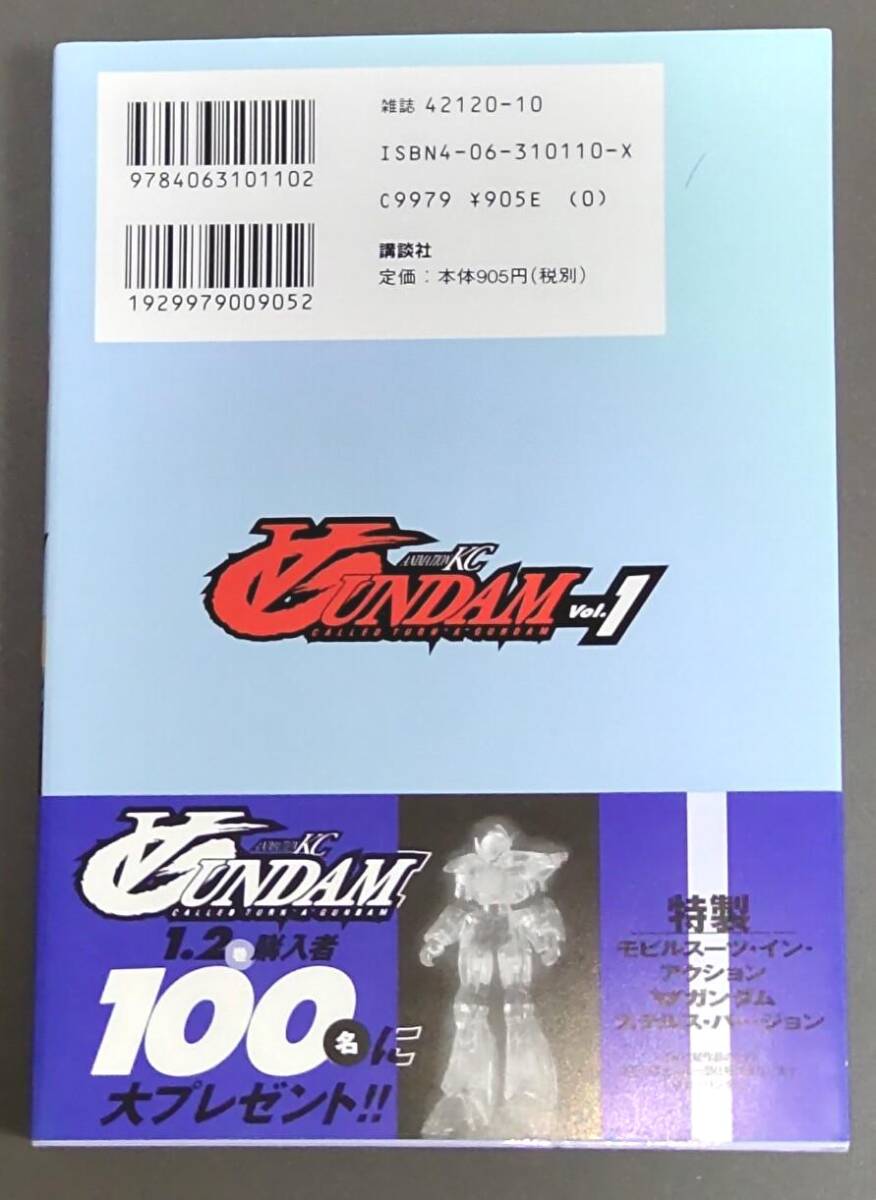 9784063101102
1929979009052
雑誌 42120-10
ISBN4-06-310110-X
C9979 ¥905E (0)
講談社
定価：本体905円(税別)
ANIMATION KC
∀GUNDAM Vol.1
CALLED TURN "A" GUNDAM
ANIMATION KC
∀GUNDAM
CALLED TURN "A" GUNDAM
1.2巻購入者
100名に
大プレゼント!!
特製
モビルスーツ・イン・
アクション
∀ガンダム
ステルス・バージョン